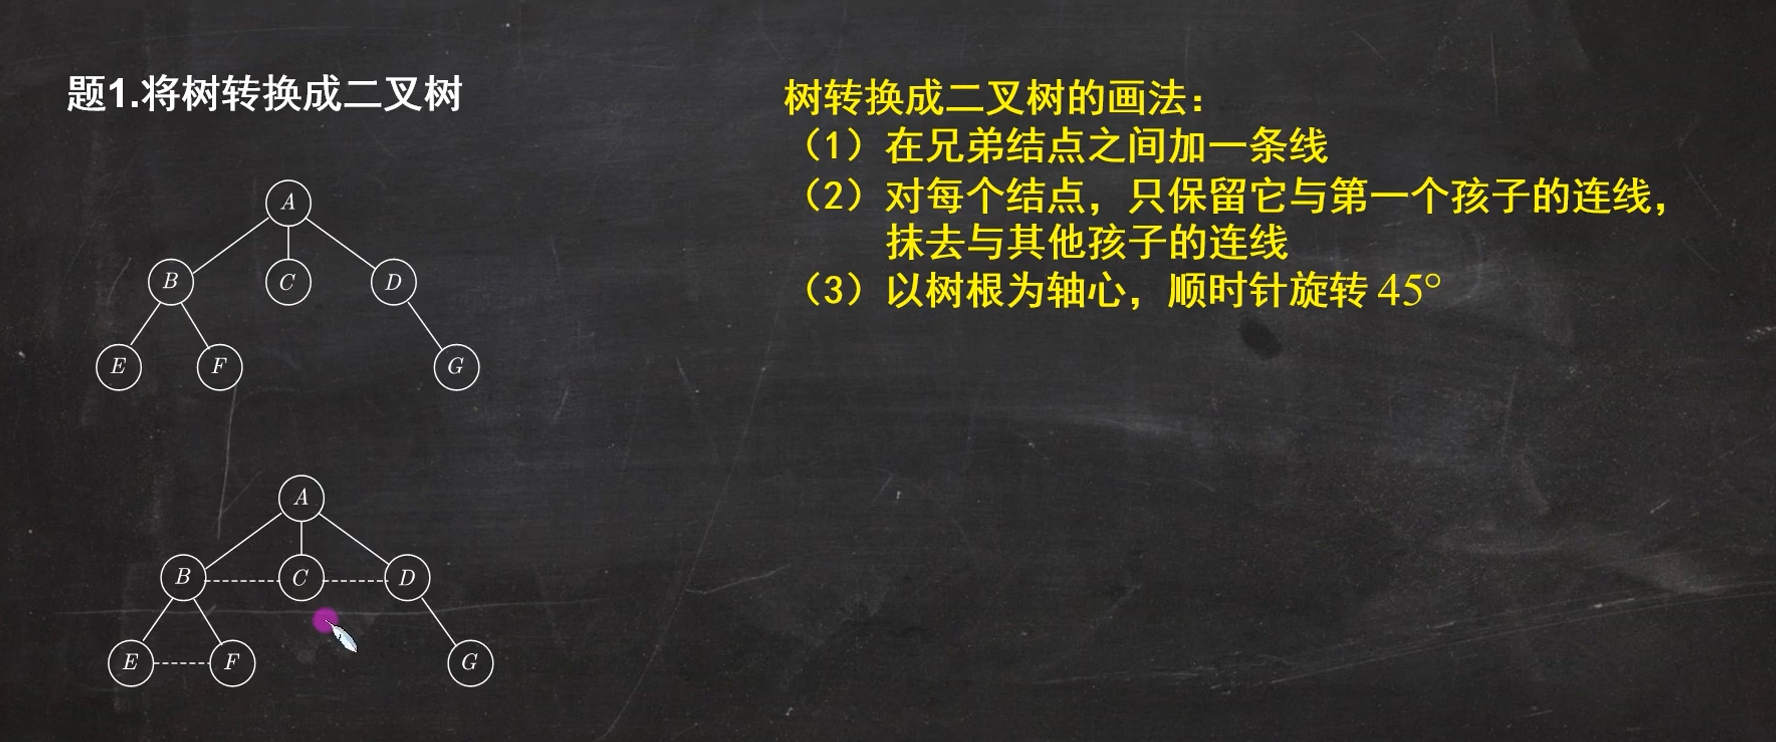 题1.将树转换成二叉树
A
B C D
E F G
A
B C D
E F G
树转换成二叉树的画法：
（1）在兄弟结点之间加一条线
（2）对每个结点，只保留它与第一个孩子的连线，
抹去与其他孩子的连线
（3）以树根为轴心，顺时针旋转 45°